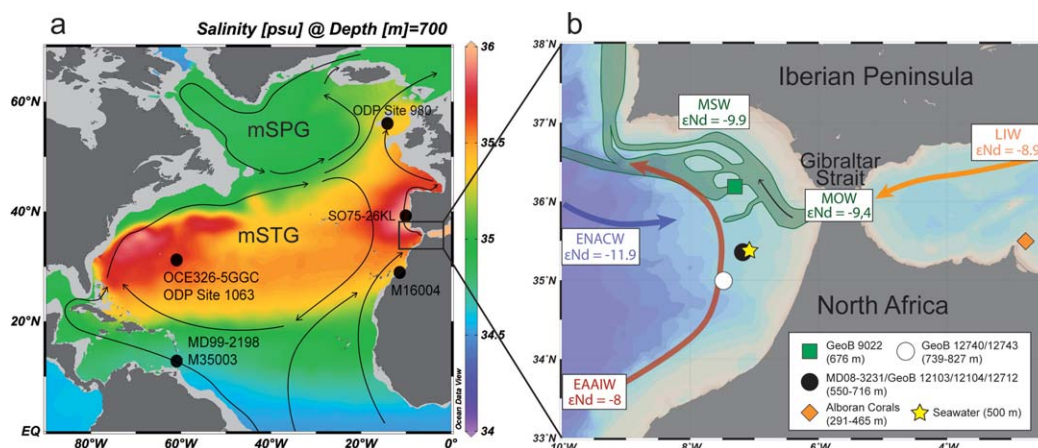 a
Salinity [psu] @ Depth [m]=700
60°N
40°N
20°N
EQ
80°W
60°W
40°W
20°W
0°
mSPG
ODP Site 980
SO75-26KL
mSTG
OCE326-5GGC
ODP Site 1063
M16004
MD99-2198
M35003
Ocean Data View
36
35.5
35
34.5
34
b
38°N
37°N
36°N
35°N
34°N
33°N
10°W
8°W
6°W
4°W
Iberian Peninsula
MSW
εNd = -9.9
LIW
εNd = -8.9
Gibraltar
Strait
MOW
εNd = -9,4
ENACW
εNd = -11.9
North Africa
EAAIW
εNd = -8
GeoB 9022
(676 m)
GeoB 12740/12743
(739-827 m)
MD08-3231/GeoB 12103/12104/12712
(550-716 m)
Alboran Corals
(291-465 m)
Seawater (500 m)